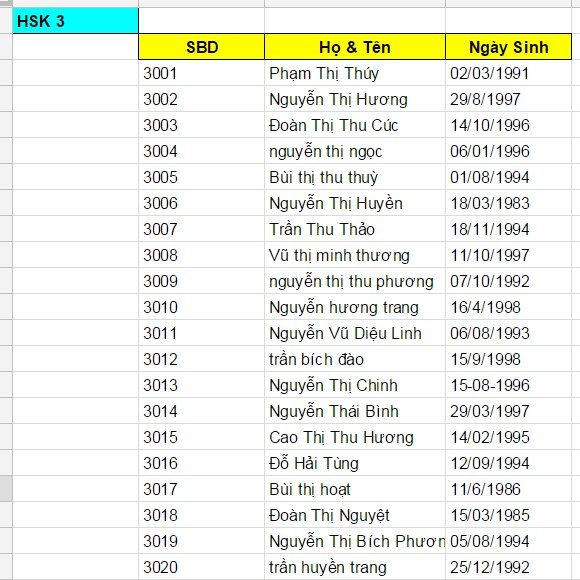 HSK 3
SBD Họ & Tên Ngày Sinh
3001 Phạm Thị Thúy 02/03/1991
3002 Nguyễn Thị Hương 29/8/1997
3003 Đoàn Thị Thu Cúc 14/10/1996
3004 nguyễn thị ngọc 06/01/1996
3005 Bùi thị thu thuỳ 01/08/1994
3006 Nguyễn Thị Huyền 18/03/1983
3007 Trần Thu Thảo 18/11/1994
3008 Vũ thị minh thương 11/10/1997
3009 nguyễn thị thu phương 07/10/1992
3010 Nguyễn hương trang 16/4/1998
3011 Nguyễn Vũ Diệu Linh 06/08/1993
3012 trần bích đào 15/9/1998
3013 Nguyễn Thị Chinh 15-08-1996
3014 Nguyễn Thái Bình 29/03/1997
3015 Cao Thị Thu Hương 14/02/1995
3016 Đỗ Hải Tùng 12/09/1994
3017 Bùi thị hoạt 11/6/1986
3018 Đoàn Thị Nguyệt 15/03/1985
3019 Nguyễn Thị Bích Phươn 05/08/1994
3020 trần huyền trang 25/12/1992